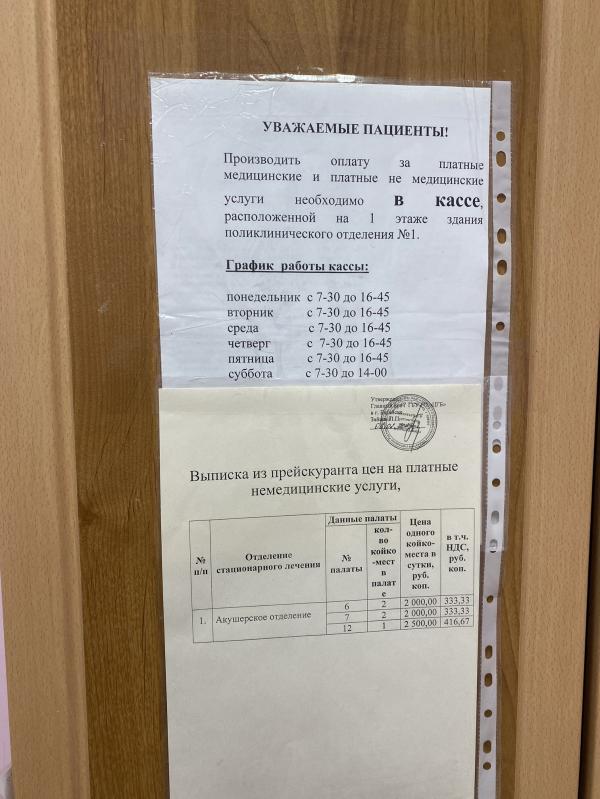 УВАЖАЕМЫЕ ПАЦИЕНТЫ!
Производить оплату за платные
медицинские и платные не медицинские
услуги необходимо в кассе,
расположенной на 1 этаже здания
поликлинического отделения №1.
График работы кассы:
понедельник с 7-30 до 16-45
вторник с 7-30 до 16-45
среда с 7-30 до 16-45
четверг с 7-30 до 16-45
пятница с 7-30 до 16-45
суббота с 7-30 до 14-00
Выписка из прейскуранта цен на платные
немедицинские услуги,
№ п/п
Отделение
стационарного лечения
Данные палаты
№
палаты
кол-
во
койко
-мест
в
палат
е
Цена
одного
койко-
места в
сутки,
руб.
коп.
в т.ч.
НДС,
руб.
коп.
1. Акушерское отделение
6 2 2 000,00 333,33
7 2 2 000,00 333,33
12 1 2 500,00 416,67